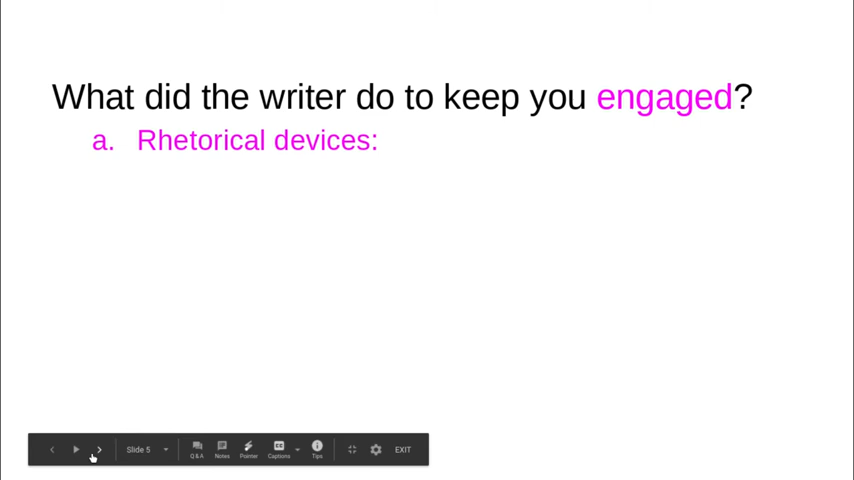 What did the writer do to keep you engaged?
a. Rhetorical devices:
Slide 5 Q & A Notes Pointer Captions Tips EXIT